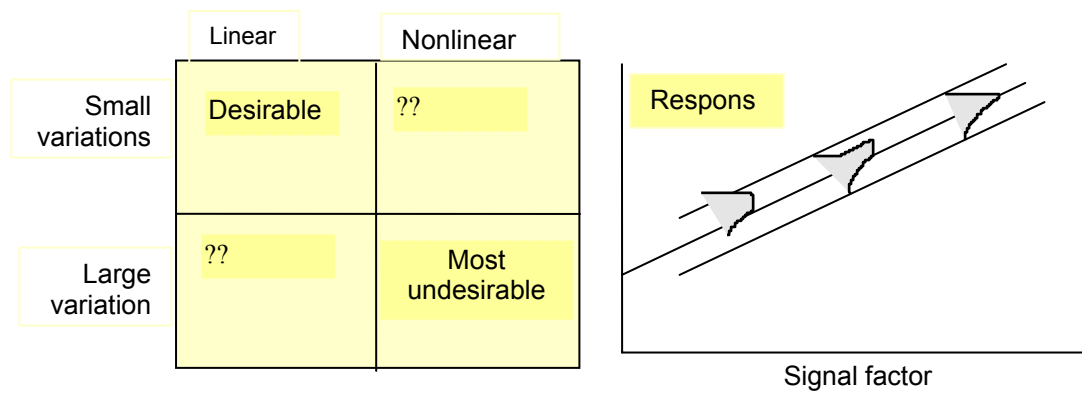 Linear
Nonlinear
Small
variations
Desirable
??
Large
variation
??
Most
undesirable
Respons
Signal factor